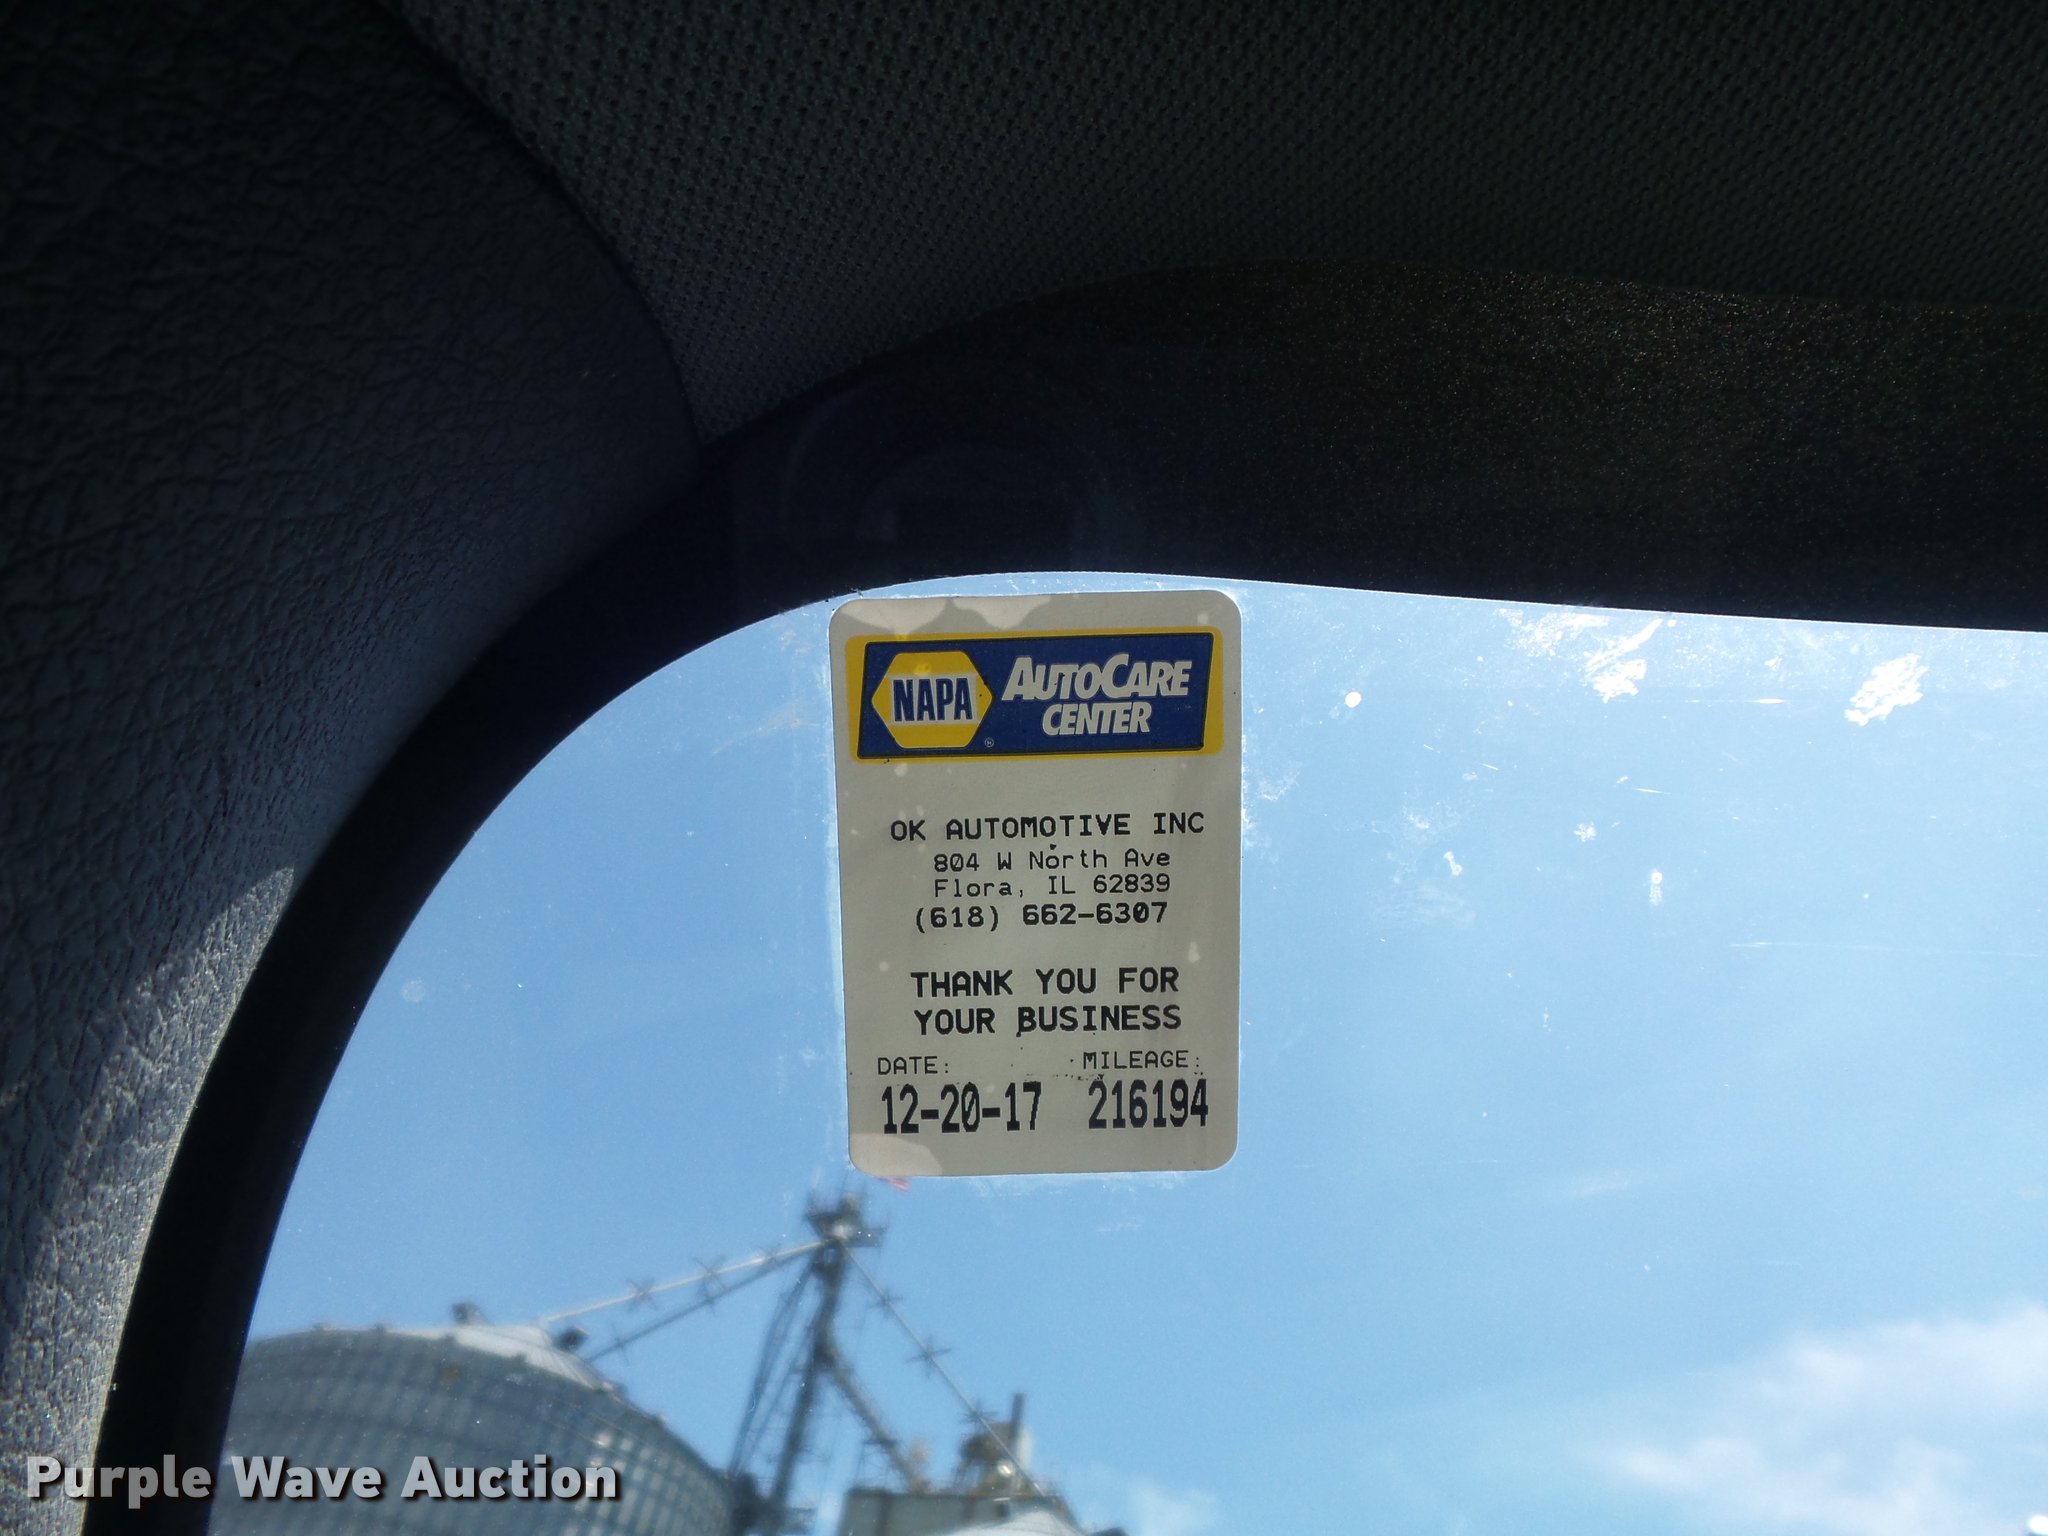 NAPA
AUTOCARE
CENTER
OK AUTOMOTIVE INC
804 W North Ave
Flora, IL 62839
(618) 662-6307
THANK YOU FOR
YOUR BUSINESS
DATE: MILEAGE:
12-20-17 216194
Purple Wave Auction